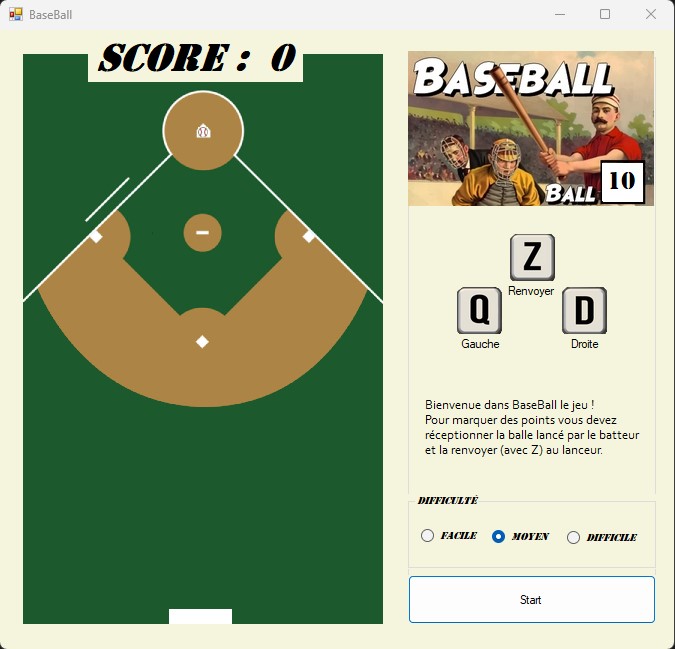 BaseBall
SCORE : 0
BASEBALL
BALL 10
Z
Renvoyer
Q D
Gauche Droite
Bienvenue dans BaseBall le jeu !
Pour marquer des points vous devez
réceptionner la balle lancé par le batteur
et la renvoyer (avec Z) au lanceur.
DIFFICULTÉ
FACILE MOYEN DIFFICILE
Start